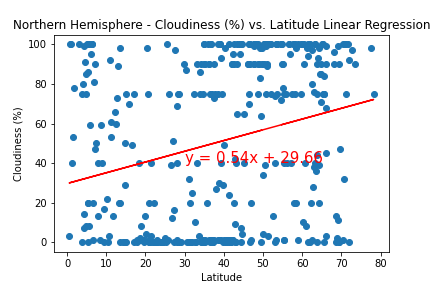 Northern Hemisphere - Cloudiness (%) vs. Latitude Linear Regression
Cloudiness (%)
100
80
60
40
20
0
y = 0.54x + 29.66
0 10 20 30 40 50 60 70 80
Latitude